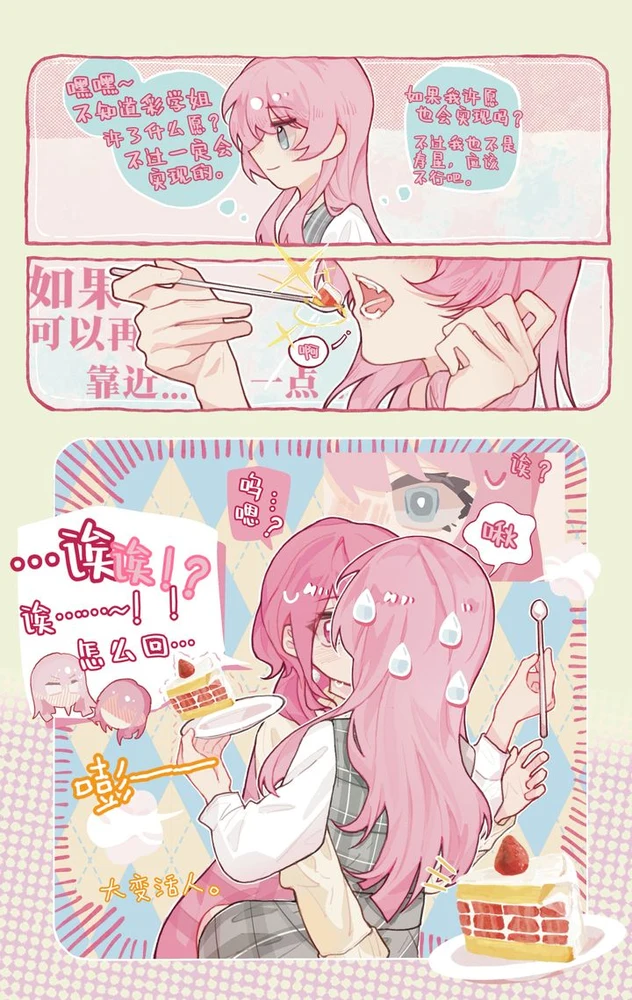 嘿嘿~
不知道彩学姐
许了什么愿?
不过一定会
实现的。
如果我许愿
也会实现吗?
不过我也不是
寿星,应该
不行吧。
如果
可以再
靠近... 一点
啊
诶?
......吗
嗯?
啾
...诶诶!?
诶......~!!
怎么回...
嘭——
大变活人。